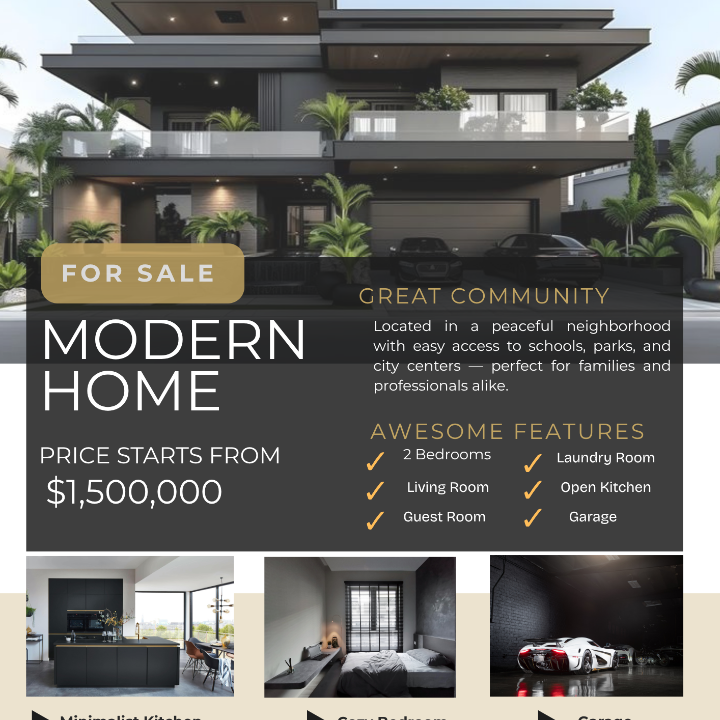 FOR SALE
MODERN
HOME
PRICE STARTS FROM
$1,500,000
GREAT COMMUNITY
Located in a peaceful neighborhood
with easy access to schools, parks, and
city centers — perfect for families and
professionals alike.
AWESOME FEATURES
2 Bedrooms
Living Room
Guest Room
Laundry Room
Open Kitchen
Garage
Minimalist Kitchen
Cozy Bedroom
Garage